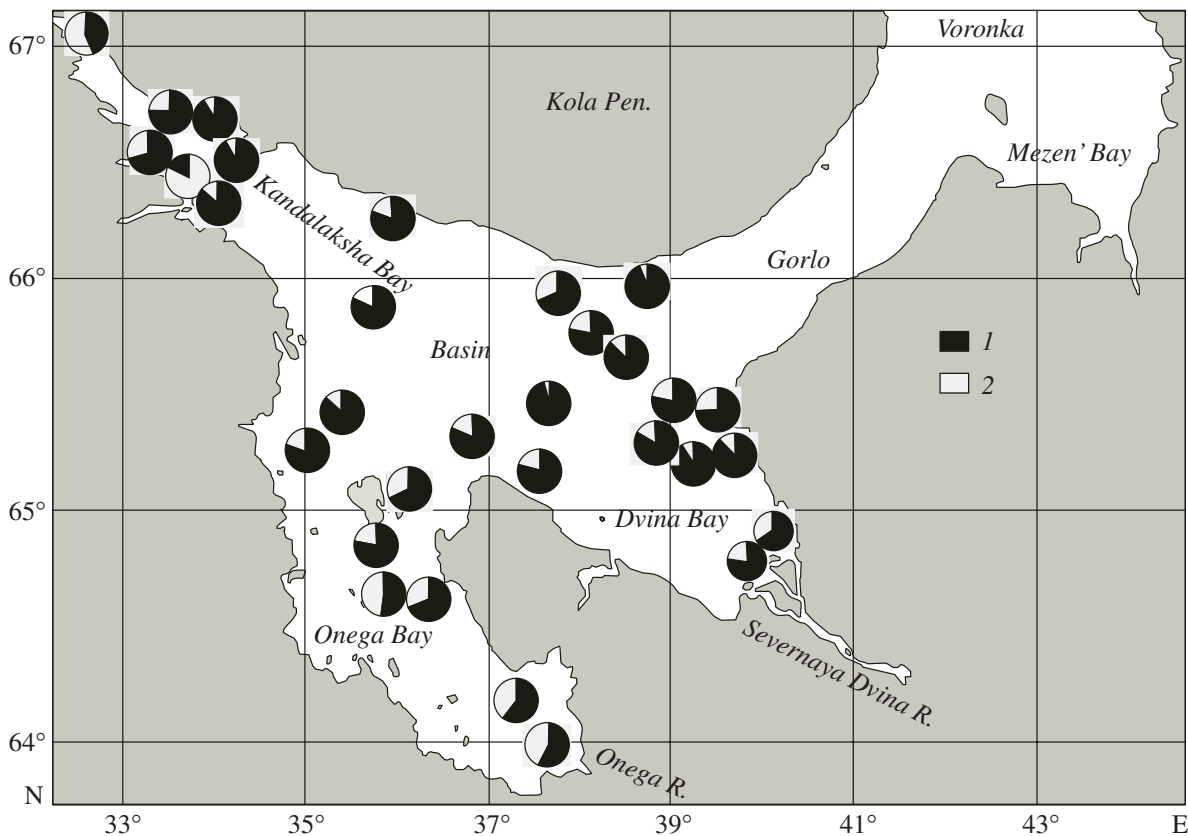 67°
Voronka
Kola Pen.
Mezen' Bay
Kandalaksha Bay
66°
Gorlo
1
Basin
2
65°
Dvina Bay
Onega Bay
Severnaya Dvina R.
64°
Onega R.
N
33°
35°
37°
39°
41°
43°
E